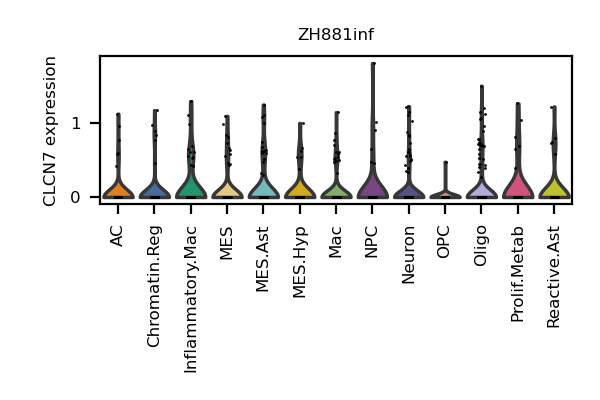 ZH881inf
CLCN7 expression
1
0
AC
Chromatin.Reg
Inflammatory.Mac
MES
MES.Ast
MES.Hyp
Mac
NPC
Neuron
OPC
Oligo
Prolif.Metab
Reactive.Ast